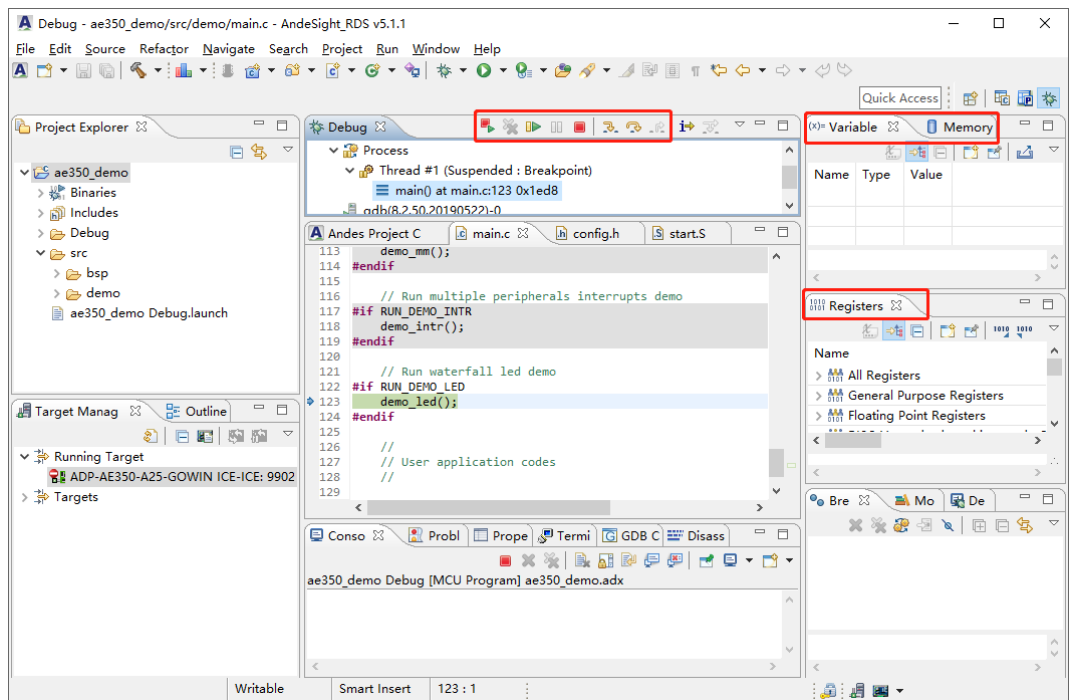 Debug - ae350_demo/src/demo/main.c - AndeSight_RDS v5.1.1
File Edit Source Refactor Navigate Search Project Run Window Help
Quick Access
Project Explorer
ae350_demo
Binaries
Includes
Debug
src
bsp
demo
ae350_demo Debug.launch
Target Manag Outline
Running Target
ADP-AE350-A25-GOWIN ICE-ICE: 9902
Targets
Debug
Process
Thread #1 (Suspended : Breakpoint)
main() at main.c:123 0x1ed8
gdb(8.2.50.20190522)-0
Andes Project C main.c config.h start.S
113 demo_mm();
114 #endif
115
116 // Run multiple peripherals interrupts demo
117 #if RUN_DEMO_INTR
118 demo_intr();
119 #endif
120
121 // Run waterfall led demo
122 #if RUN_DEMO_LED
123 demo_led();
124 #endif
125
126 //
127 // User application codes
128 //
129
Conso Probl Prope Termi GDB C Disass
ae350_demo Debug [MCU Program] ae350_demo.adx
(x)= Variable Memory
Name Type Value
Registers
Name
All Registers
General Purpose Registers
Floating Point Registers
Bre Mo De
Writable Smart Insert 123 : 1